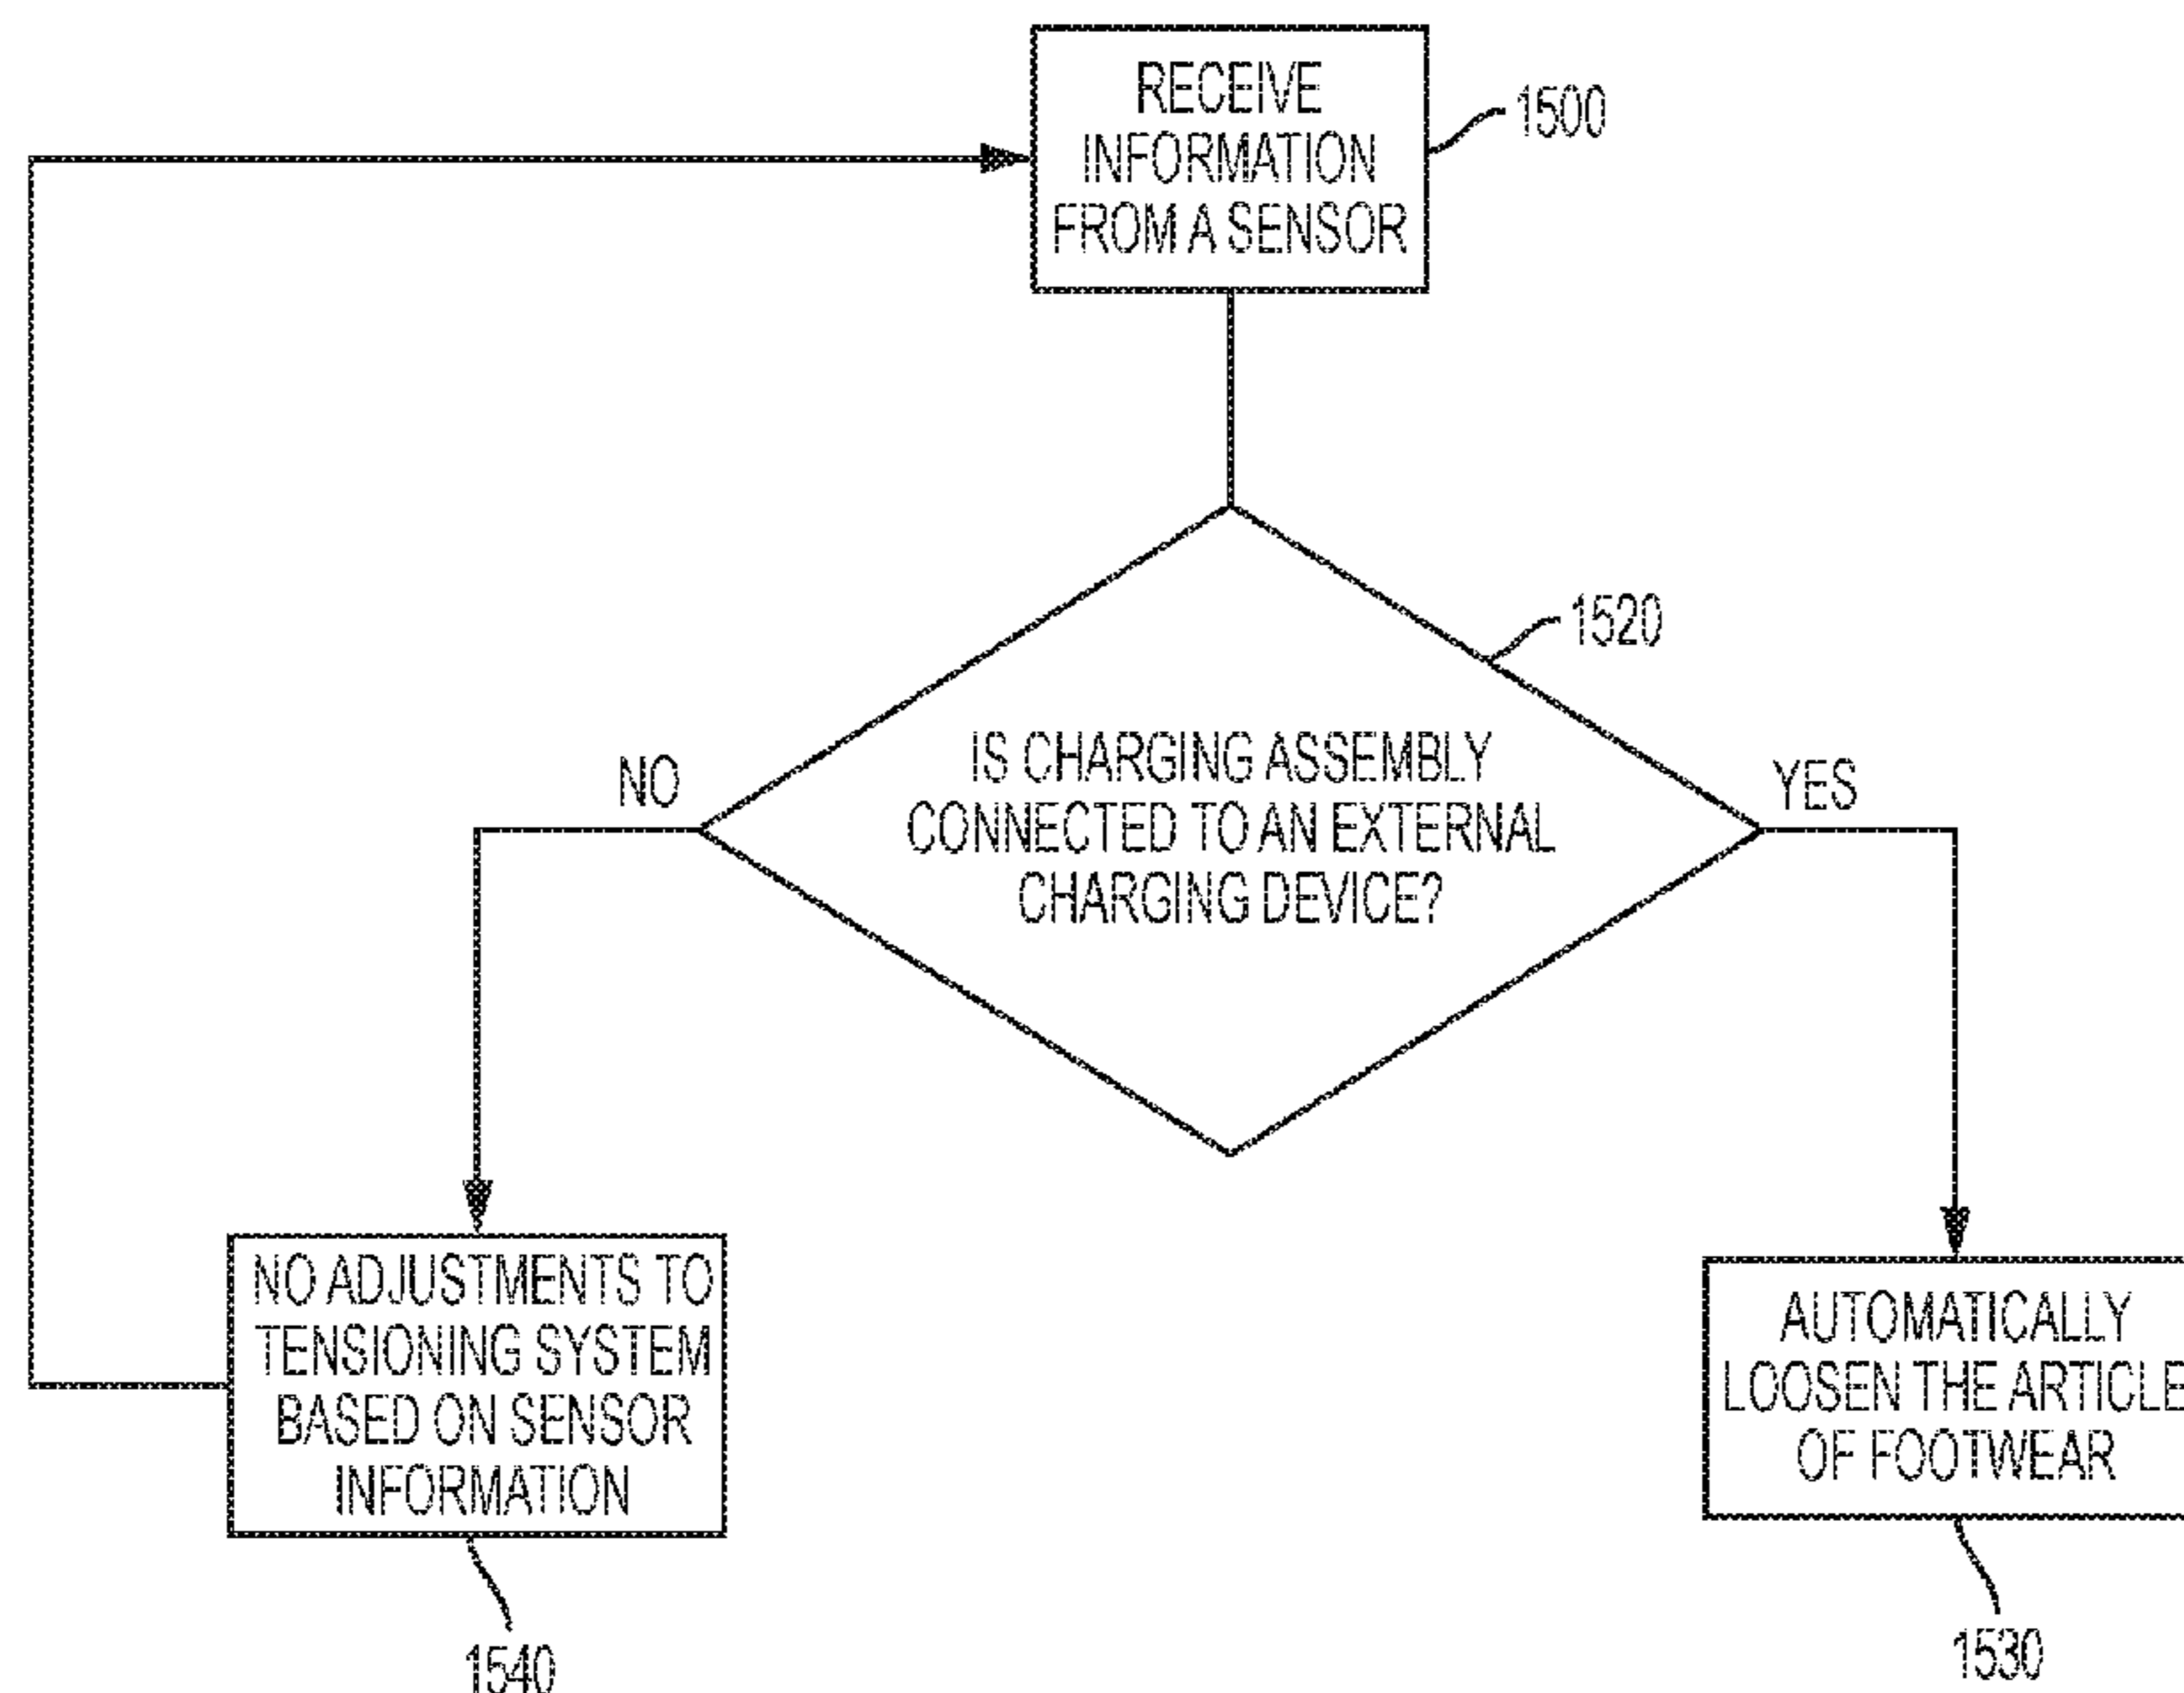 RECEIVE
INFORMATION
FROM A SENSOR
1500
1520
IS CHARGING ASSEMBLY
CONNECTED TO AN EXTERNAL
CHARGING DEVICE?
NO
YES
NO ADJUSTMENTS TO
TENSIONING SYSTEM
BASED ON SENSOR
INFORMATION
AUTOMATICALLY
LOOSEN THE ARTICLE
OF FOOTWEAR
1540
1530